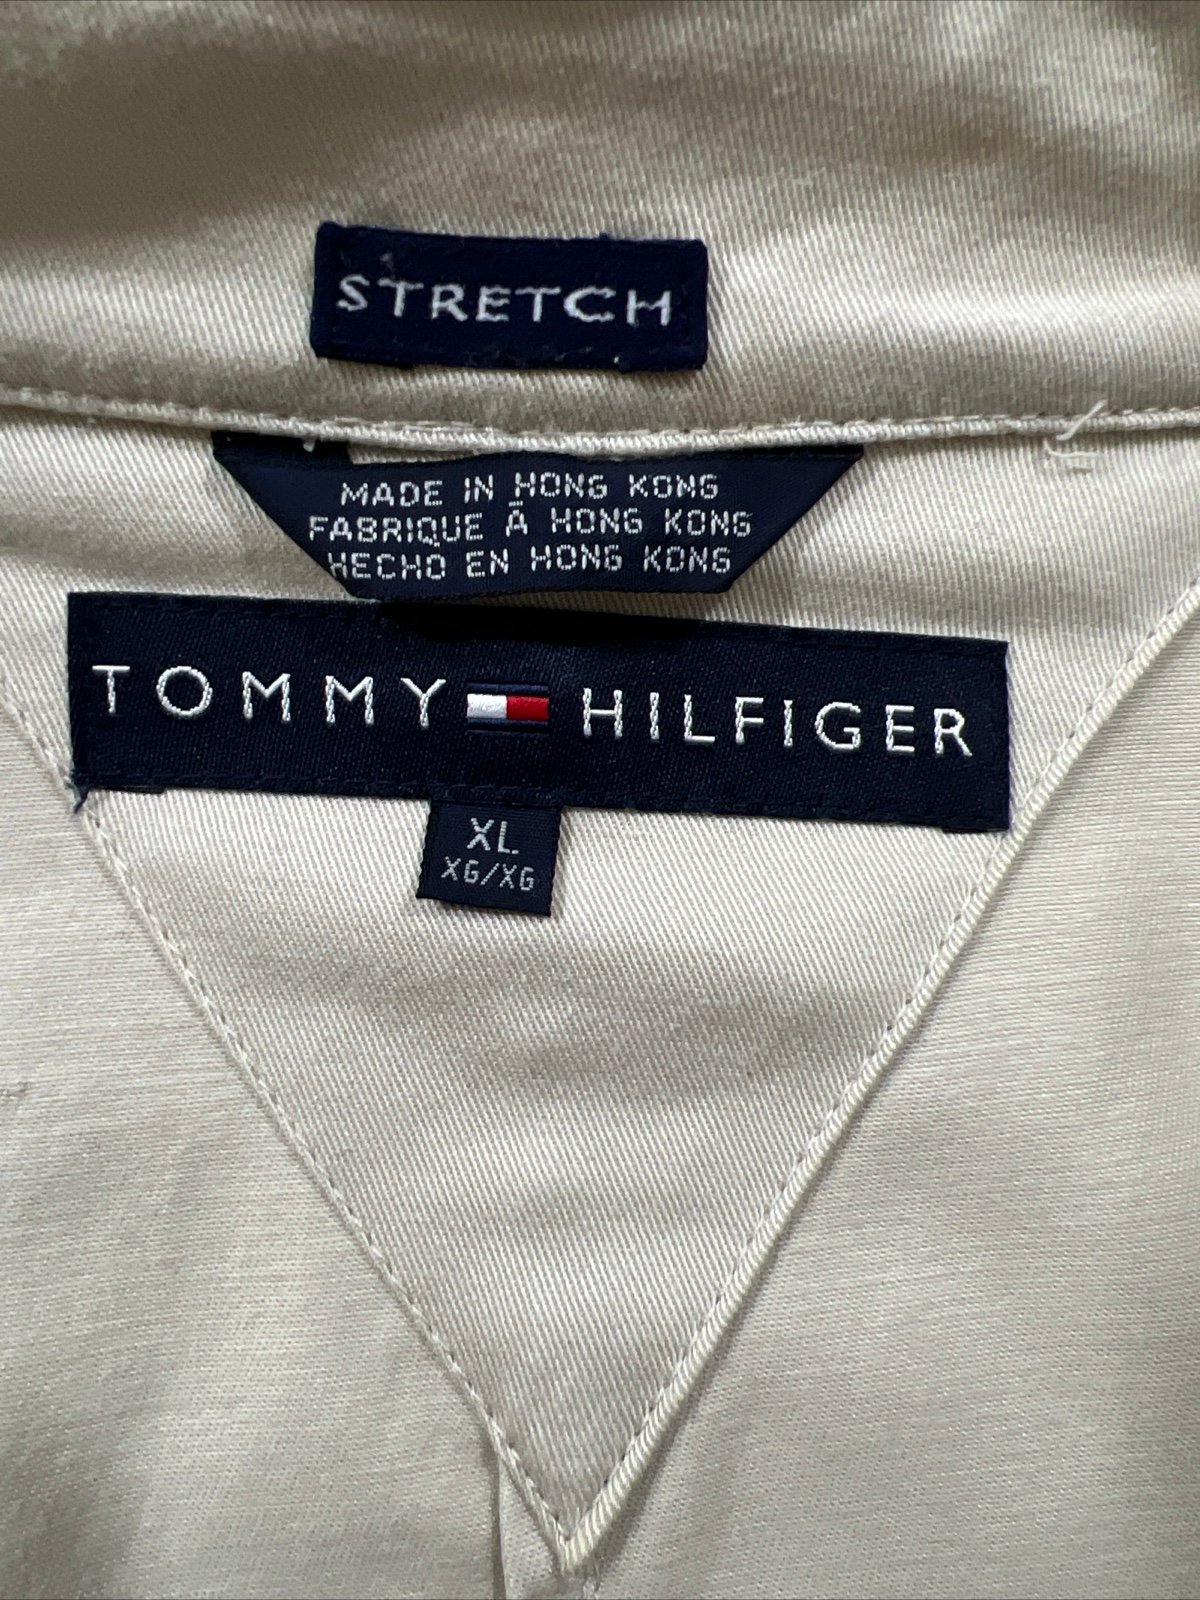 STRETCH
MADE IN HONG KONG
FABRIQUE À HONG KONG
HECHO EN HONG KONG
TOMMY HILFIGER
XL
XG/XG